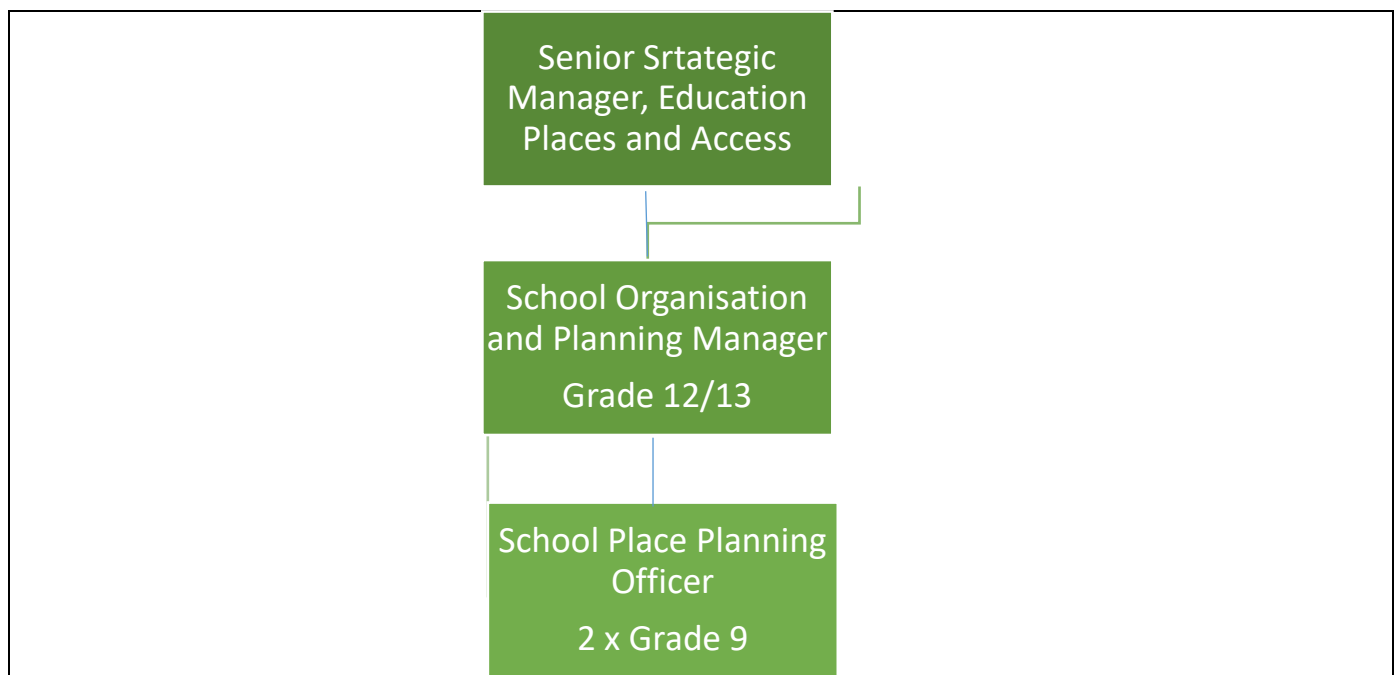 Senior Srtategic
Manager, Education
Places and Access
School Organisation
and Planning Manager
Grade 12/13
School Place Planning
Officer
2 x Grade 9